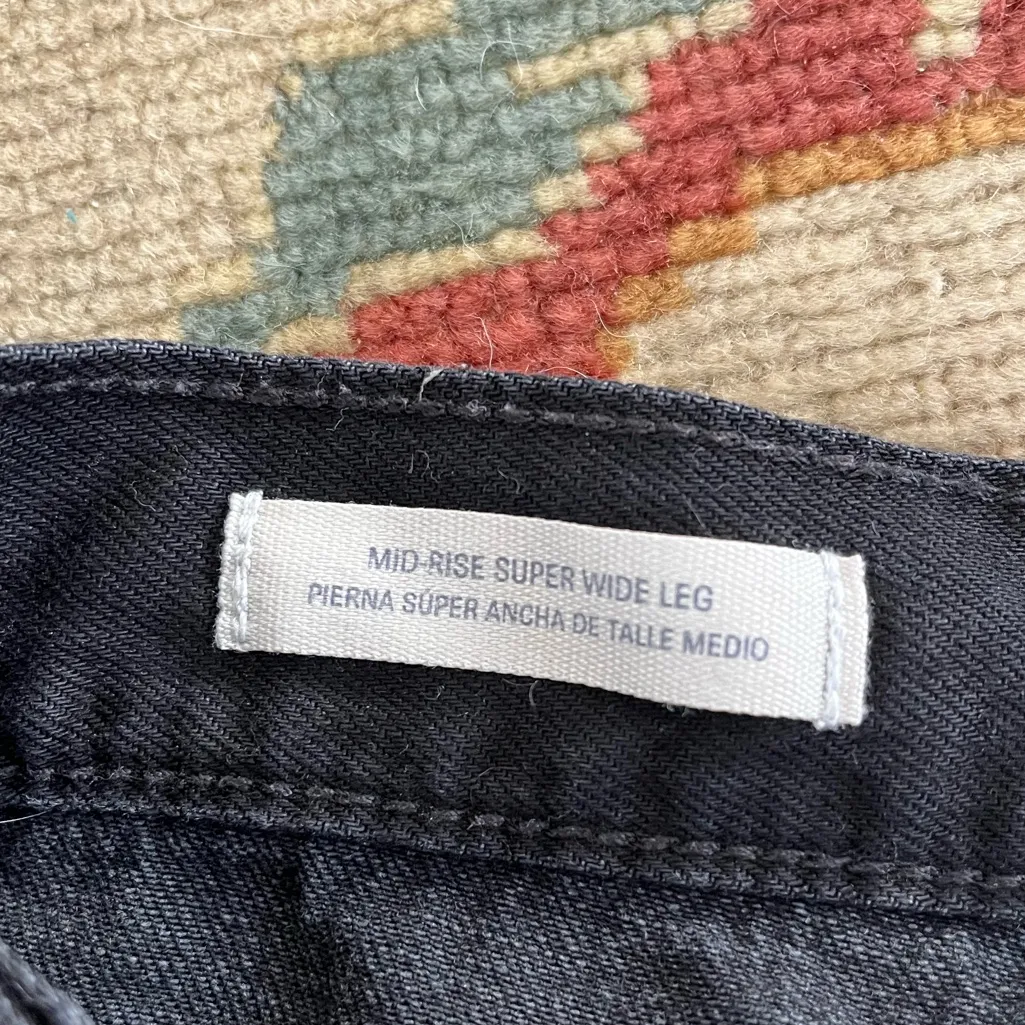 MID-RISE SUPER WIDE LEG
PIERNA SÚPER ANCHA DE TALLE MEDIO